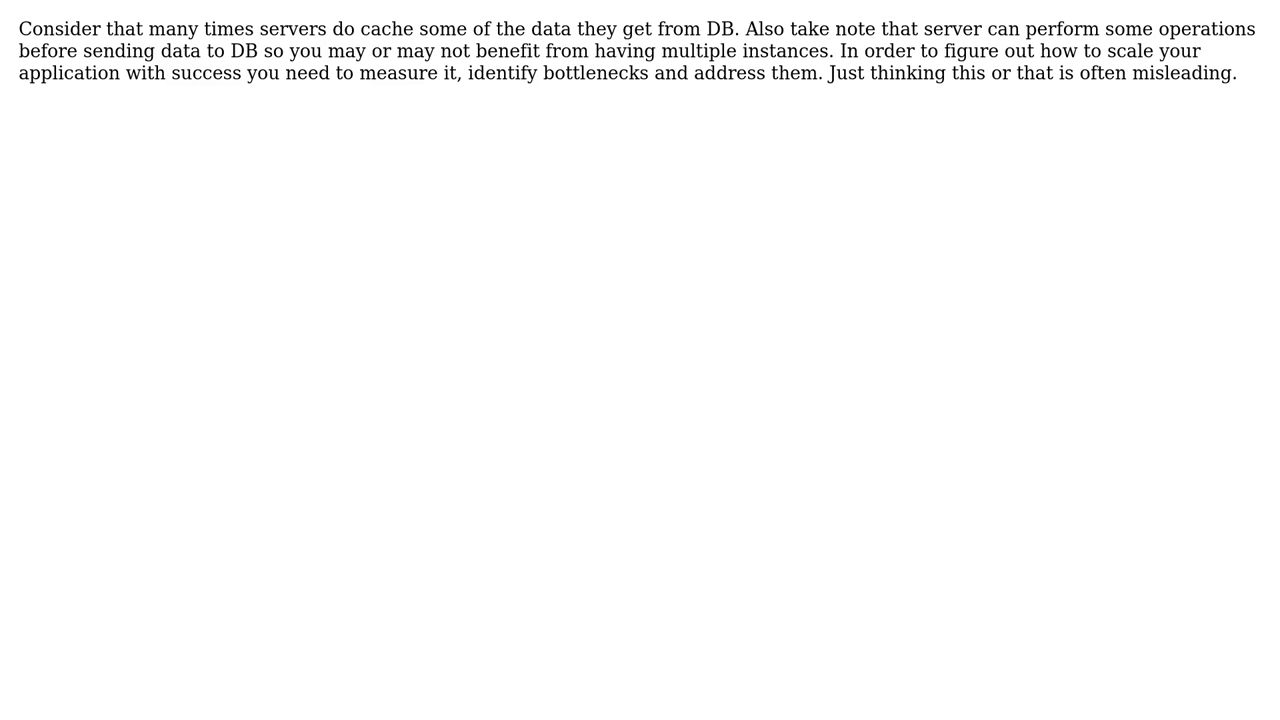 Consider that many times servers do cache some of the data they get from DB. Also take note that server can perform some operations
before sending data to DB so you may or may not benefit from having multiple instances. In order to figure out how to scale your
application with success you need to measure it, identify bottlenecks and address them. Just thinking this or that is often misleading.